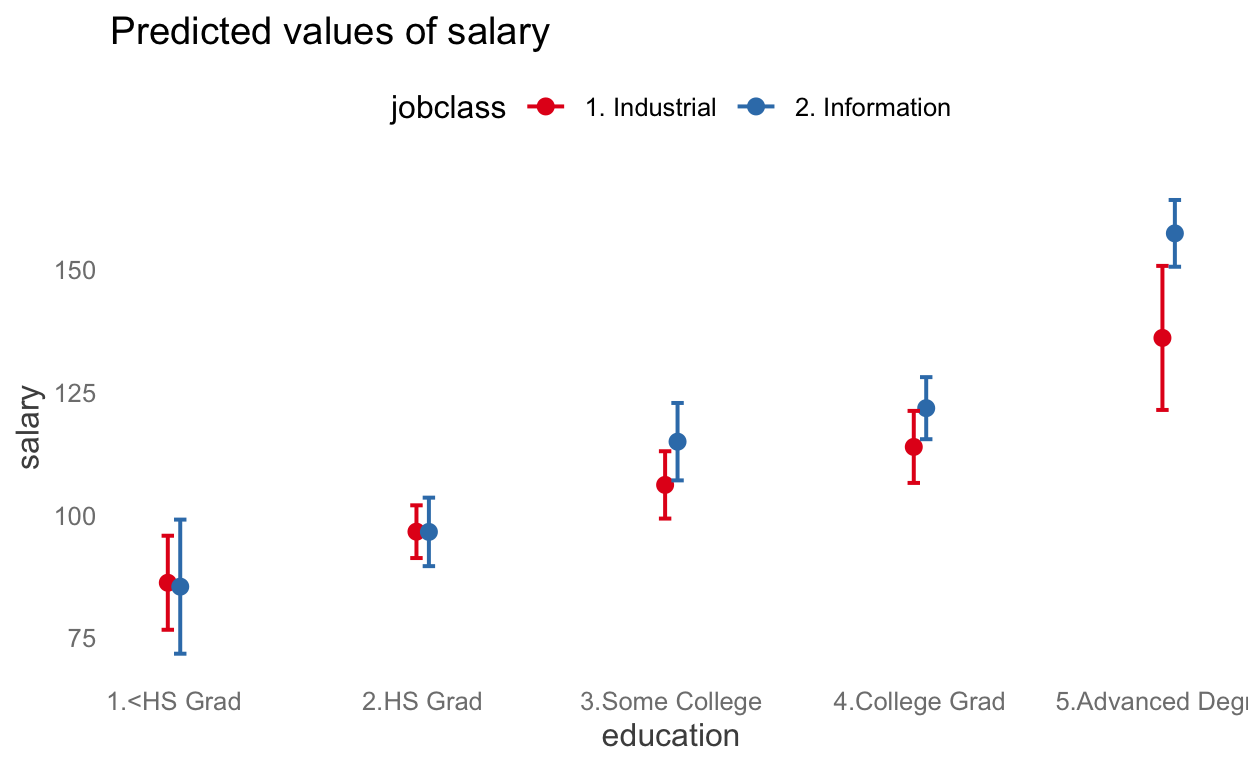 Predicted values of salary
jobclass 1. Industrial 2. Information
150
125
100
75
salary
1.<HS Grad 2.HS Grad 3.Some College 4.College Grad 5.Advanced Degr
education